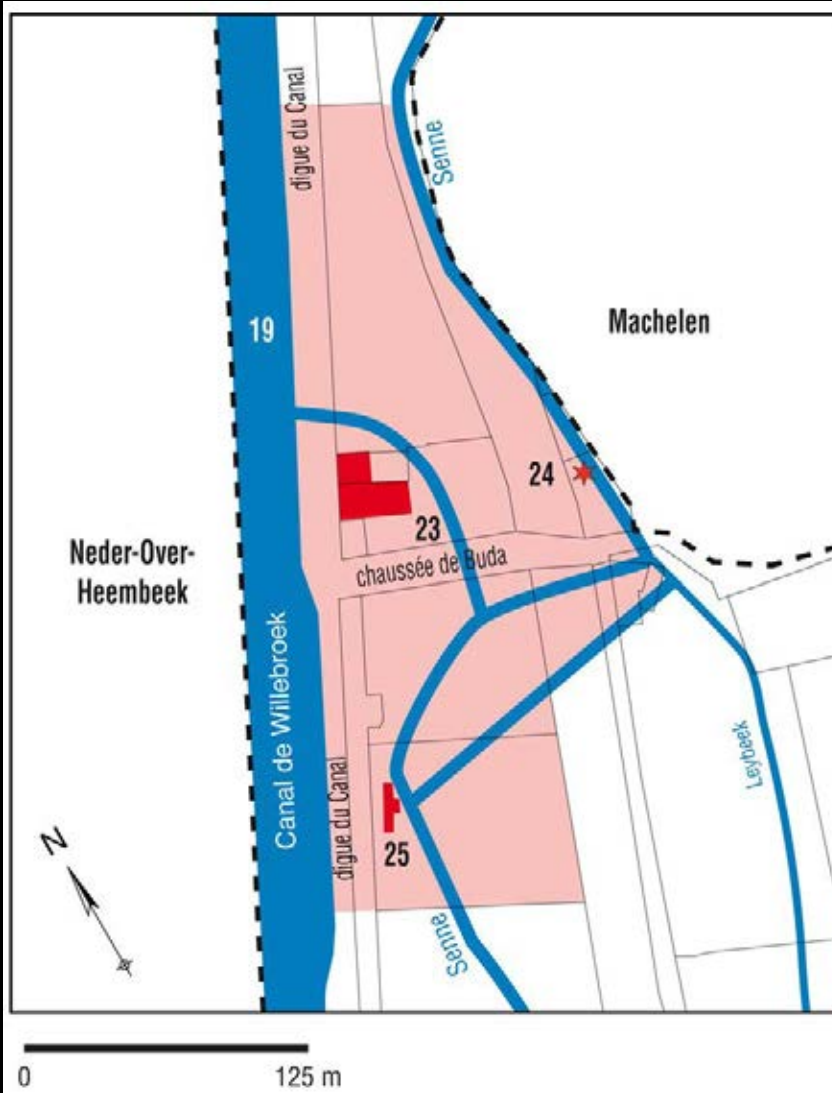 digue du Canal
Senne
19
Machelen
24
23
Neder-Over-
Heembeek
chaussée de Buda
Canal de Willebroek
digue du Canal
Leybeek
25
N
Senne
0
125 m